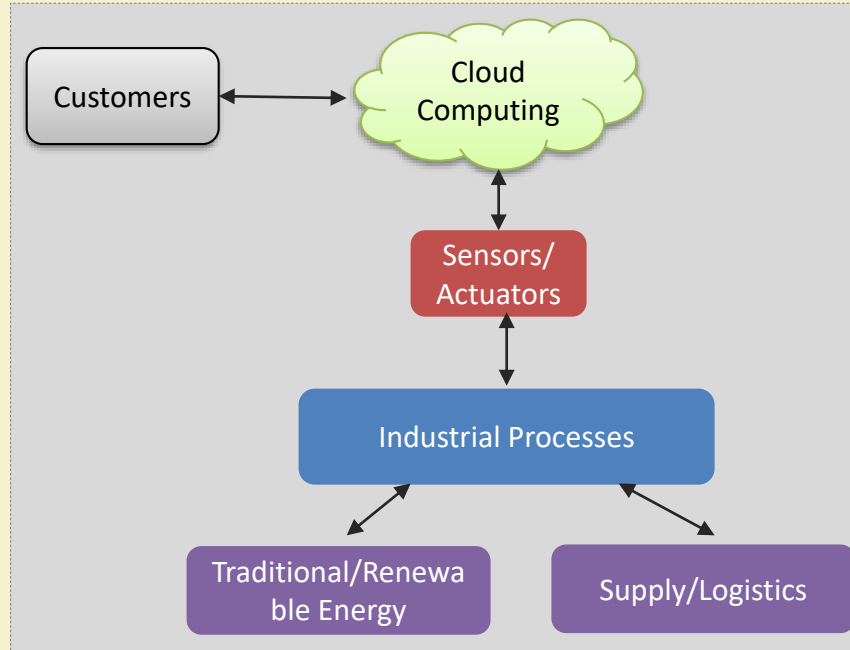 Customers
Cloud
Computing
Sensors/
Actuators
Industrial Processes
Traditional/Renewa
ble Energy
Supply/Logistics